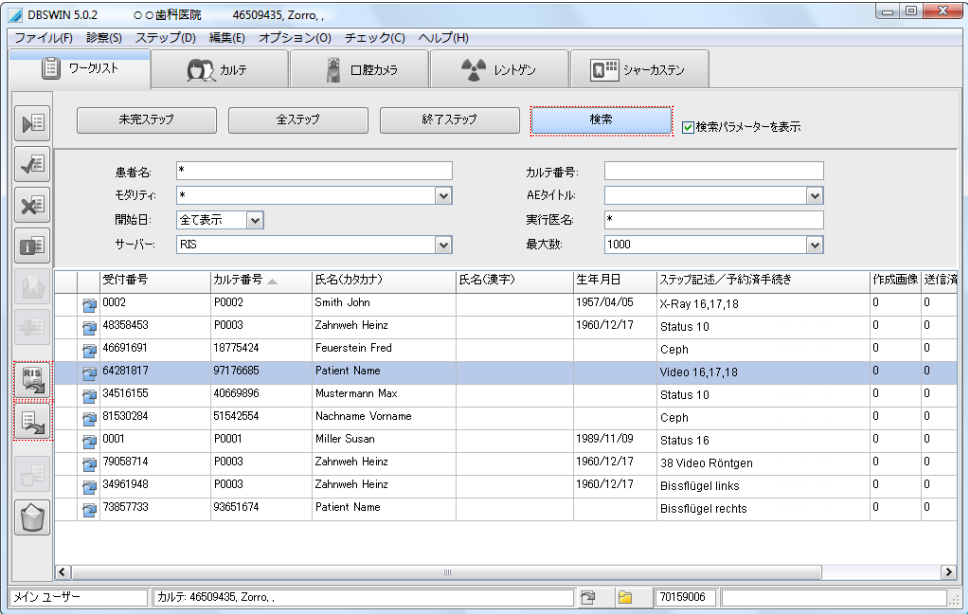 DBSWIN 5.0.2 ○○歯科医院 46509435, Zorro, ,
ファイル(F) 診察(S) ステップ(D) 編集(E) オプション(O) チェック(C) ヘルプ(H)
ワークリスト カルテ 口腔カメラ レントゲン シャーカステン
未完ステップ 全ステップ 終了ステップ 検索 検索パラメーターを表示
患者名: * カルテ番号:
モダリティ: * AEタイトル:
開始日: 全て表示 実行医名: *
サーバー: RIS 最大数: 1000
受付番号 カルテ番号 氏名(カタカナ) 氏名(漢字) 生年月日 ステップ記述/予約済手続き 作成画像 送信済
0002 P0002 Smith John 1957/04/05 X-Ray 16,17,18 0 0
48358453 P0003 Zahnweh Heinz 1960/12/17 Status 10 0 0
46691691 18775424 Feuerstein Fred Ceph 0 0
64281817 97176685 Patient Name Video 16,17,18 0 0
34516155 40669896 Mustermann Max Status 10 0 0
81530284 51542554 Nachname Vorname Ceph 0 0
0001 P0001 Miller Susan 1989/11/09 Status 16 0 0
79058714 P0003 Zahnweh Heinz 1960/12/17 38 Video Röntgen 0 0
34961948 P0003 Zahnweh Heinz 1960/12/17 Bissflügel links 0 0
73857733 93651674 Patient Name Bissflügel rechts 0 0
RIS
メイン ユーザー カルテ: 46509435, Zorro, , 70159006